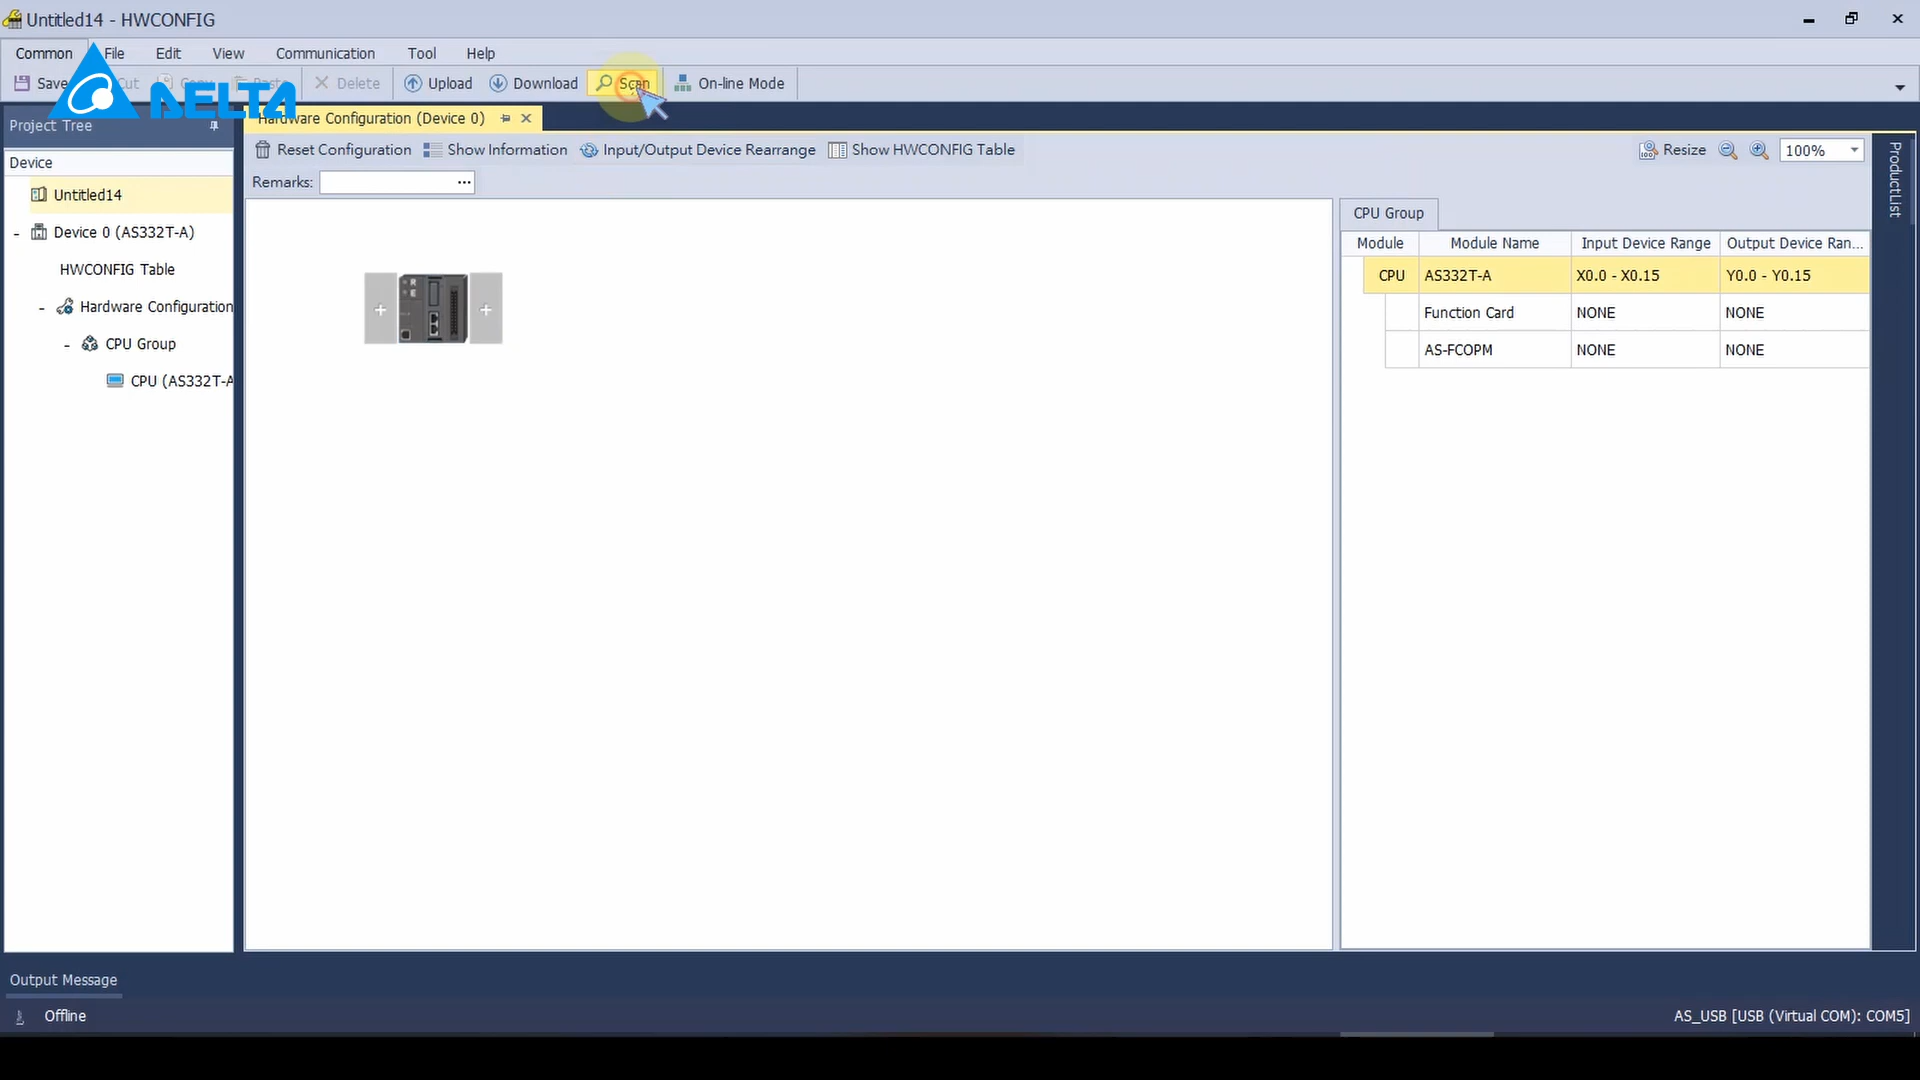 Untitled14 - HWCONFIG
Common File Edit View Communication Tool Help
Save Cut Copy Paste Delete Upload Download Scan On-line Mode
DELTA
Project Tree
Hardware Configuration (Device 0)
Reset Configuration Show Information Input/Output Device Rearrange Show HWCONFIG Table Resize 100%
Remarks: ...
ProductList
Device
Untitled14
- Device 0 (AS332T-A)
HWCONFIG Table
- Hardware Configuration
- CPU Group
CPU (AS332T-A
CPU Group
Module Module Name Input Device Range Output Device Ran...
CPU AS332T-A X0.0 - X0.15 Y0.0 - Y0.15
Function Card NONE NONE
AS-FCOPM NONE NONE
Output Message
Offline
AS_USB [USB (Virtual COM): COM5]